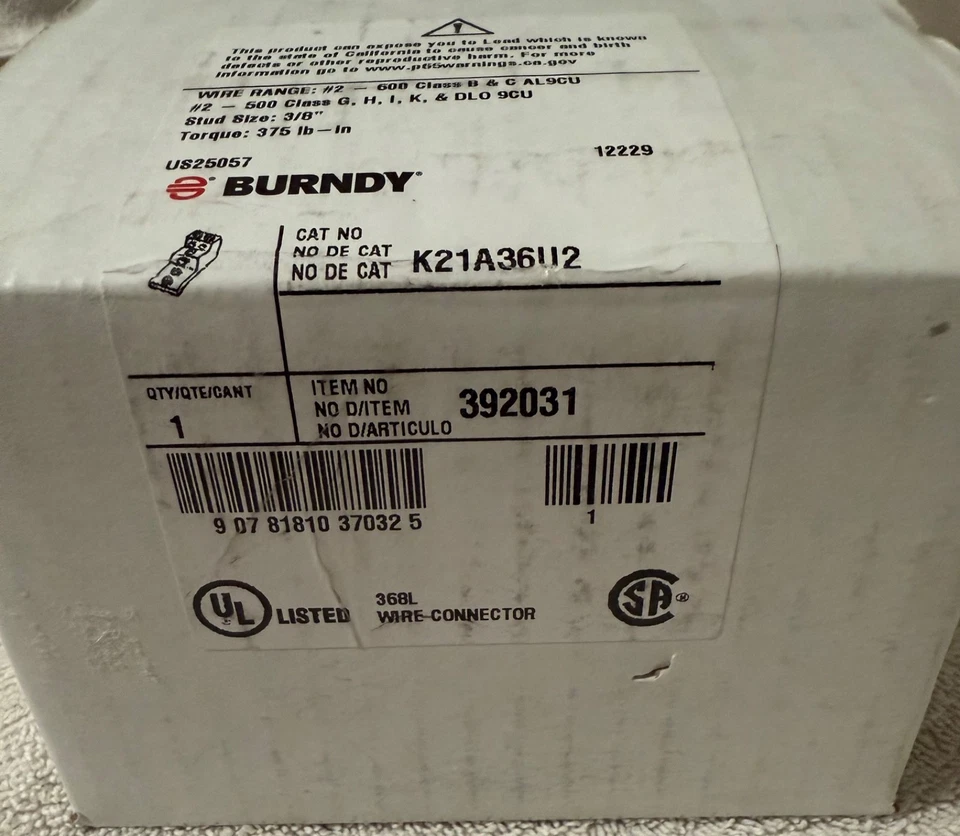 This product can expose you to Lead which is known
to the state of California to cause cancer and birth
defects or other reproductive harm. For more
information go to www.p65warnings.ca.gov
WIRE RANGE: #2 – 600 Class B & C AL9CU
#2 – 500 Class G, H, I, K, & DLO 9CU
Stud Size: 3/8"
Torque: 375 lb-In
US25057
12229
BURNDY®
CAT NO
NO DE CAT
NO DE CAT K21A36U2
QTY/QTE/CANT
1
ITEM NO
NO D/ITEM 392031
NO D/ARTICULO
9 07 81810 37032 5
1
UL LISTED
368L
WIRE-CONNECTOR
SA ®